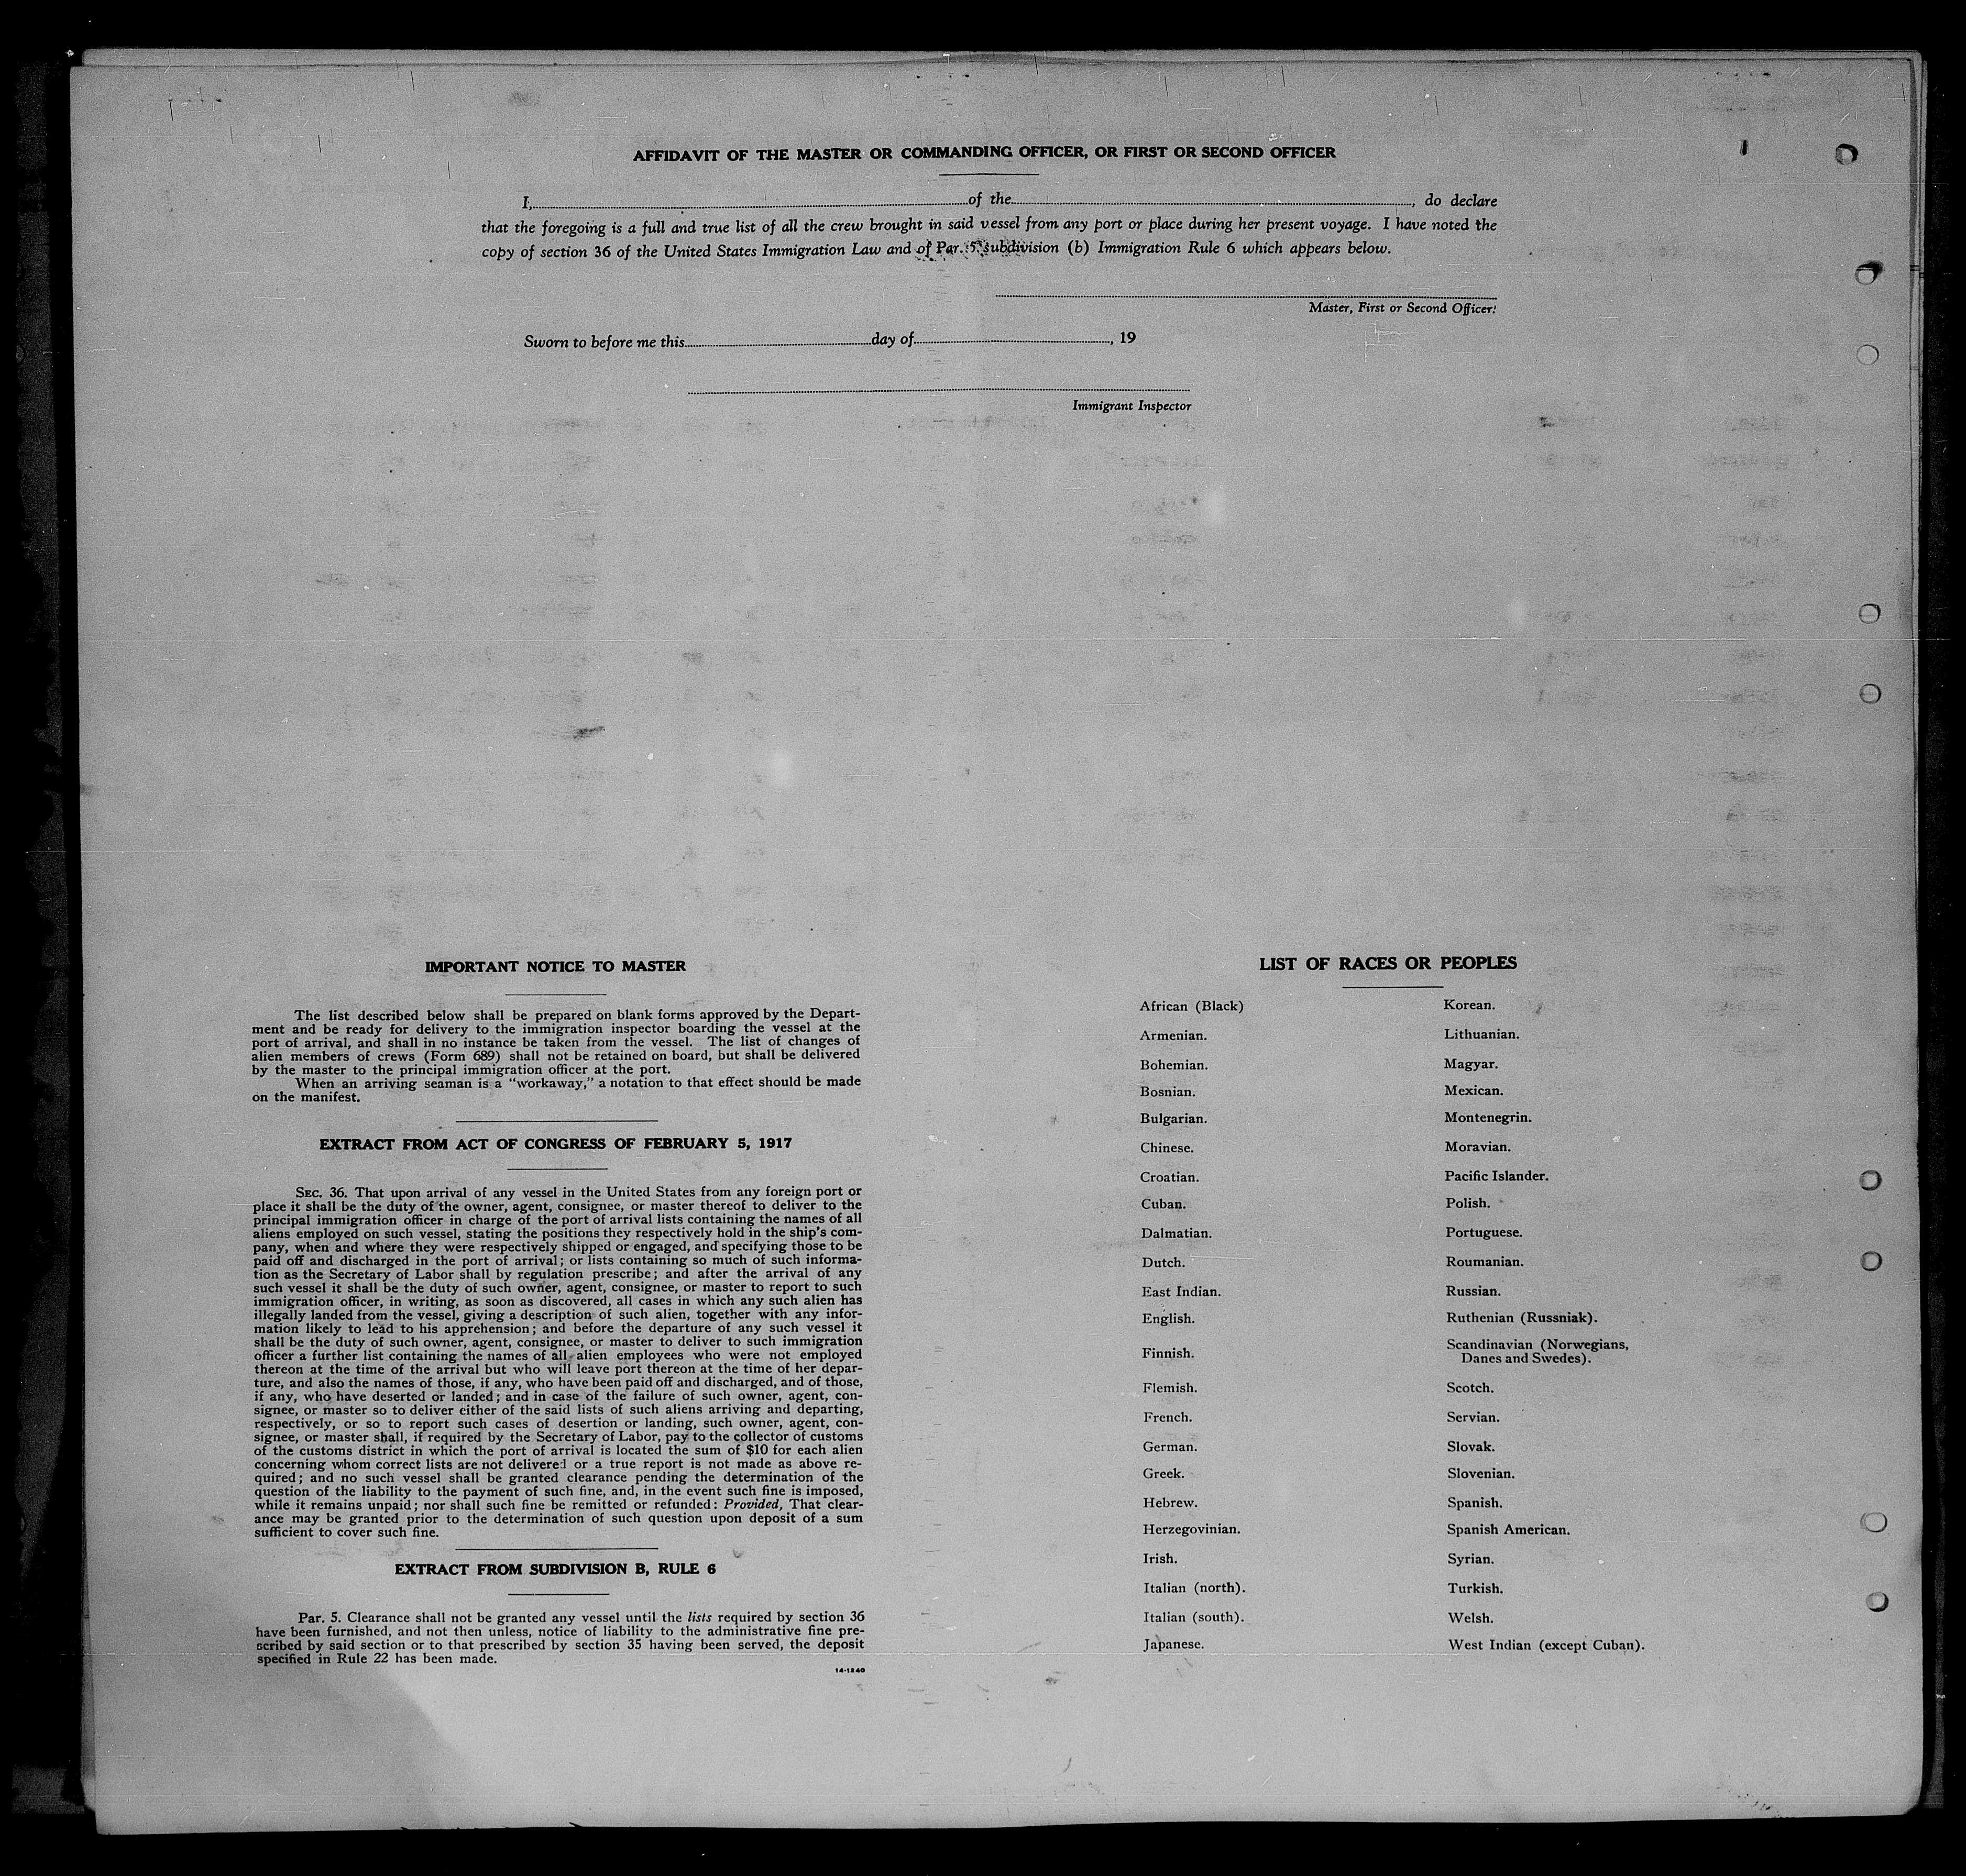 AFFIDAVIT OF THE MASTER OR COMMANDING OFFICER, OR FIRST OR SECOND OFFICER
I, of the , do declare
that the foregoing is a full and true list of all the crew brought in said vessel from any port or place during her present voyage. I have noted the
copy of section 36 of the United States Immigration Law and of Par. 5 subdivision (b) Immigration Rule 6 which appears below.
Master, First or Second Officer.
Sworn to before me this day of , 19
Immigrant Inspector
IMPORTANT NOTICE TO MASTER
The list described below shall be prepared on blank forms approved by the Depart-
ment and be ready for delivery to the immigration inspector boarding the vessel at the
port of arrival, and shall in no instance be taken from the vessel. The list of changes of
alien members of crews (Form 689) shall not be retained on board, but shall be delivered
by the master to the principal immigration officer at the port.
When an arriving seaman is a "workaway," a notation to that effect should be made
on the manifest.
EXTRACT FROM ACT OF CONGRESS OF FEBRUARY 5, 1917
SEC. 36. That upon arrival of any vessel in the United States from any foreign port or
place it shall be the duty of the owner, agent, consignee, or master thereof to deliver to the
principal immigration officer in charge of the port of arrival lists containing the names of all
aliens employed on such vessel, stating the positions they respectively hold in the ship's com-
pany, when and where they were respectively shipped or engaged, and specifying those to be
paid off and discharged in the port of arrival; or lists containing so much of such informa-
tion as the Secretary of Labor shall by regulation prescribe; and after the arrival of any
such vessel it shall be the duty of such owner, agent, consignee, or master to report to such
immigration officer, in writing, as soon as discovered, all cases in which any such alien has
illegally landed from the vessel, giving a description of such alien, together with any infor-
mation likely to lead to his apprehension; and before the departure of any such vessel it
shall be the duty of such owner, agent, consignee, or master to deliver to such immigration
officer a further list containing the names of all alien employees who were not employed
thereon at the time of the arrival but who will leave port thereon at the time of her depar-
ture, and also the names of those, if any, who have been paid off and discharged, and of those,
if any, who have deserted or landed; and in case of the failure of such owner, agent, con-
signee, or master so to deliver either of the said lists of such aliens arriving and departing,
respectively, or so to report such cases of desertion or landing, such owner, agent, con-
signee, or master shall, if required by the Secretary of Labor, pay to the collector of customs
of the customs district in which the port of arrival is located the sum of $10 for each alien
concerning whom correct lists are not delivered or a true report is not made as above re-
quired; and no such vessel shall be granted clearance pending the determination of the
question of the liability to the payment of such fine, and, in the event such fine is imposed,
while it remains unpaid; nor shall such fine be remitted or refunded: Provided, That clear-
ance may be granted prior to the determination of such question upon deposit of a sum
sufficient to cover such fine.
EXTRACT FROM SUBDIVISION B, RULE 6
Par. 5. Clearance shall not be granted any vessel until the lists required by section 36
have been furnished, and not then unless, notice of liability to the administrative fine pre-
scribed by said section or to that prescribed by section 35 having been served, the deposit
specified in Rule 22 has been made.
14-1240
LIST OF RACES OR PEOPLES
African (Black)
Armenian.
Bohemian.
Bosnian.
Bulgarian.
Chinese.
Croatian.
Cuban.
Dalmatian.
Dutch.
East Indian.
English.
Finnish.
Flemish.
French.
German.
Greek.
Hebrew.
Herzegovinian.
Irish.
Italian (north).
Italian (south).
Japanese.
Korean.
Lithuanian.
Magyar.
Mexican.
Montenegrin.
Moravian.
Pacific Islander.
Polish.
Portuguese.
Roumanian.
Russian.
Ruthenian (Russniak).
Scandinavian (Norwegians,
Danes and Swedes).
Scotch.
Servian.
Slovak.
Slovenian.
Spanish.
Spanish American.
Syrian.
Turkish.
Welsh.
West Indian (except Cuban).